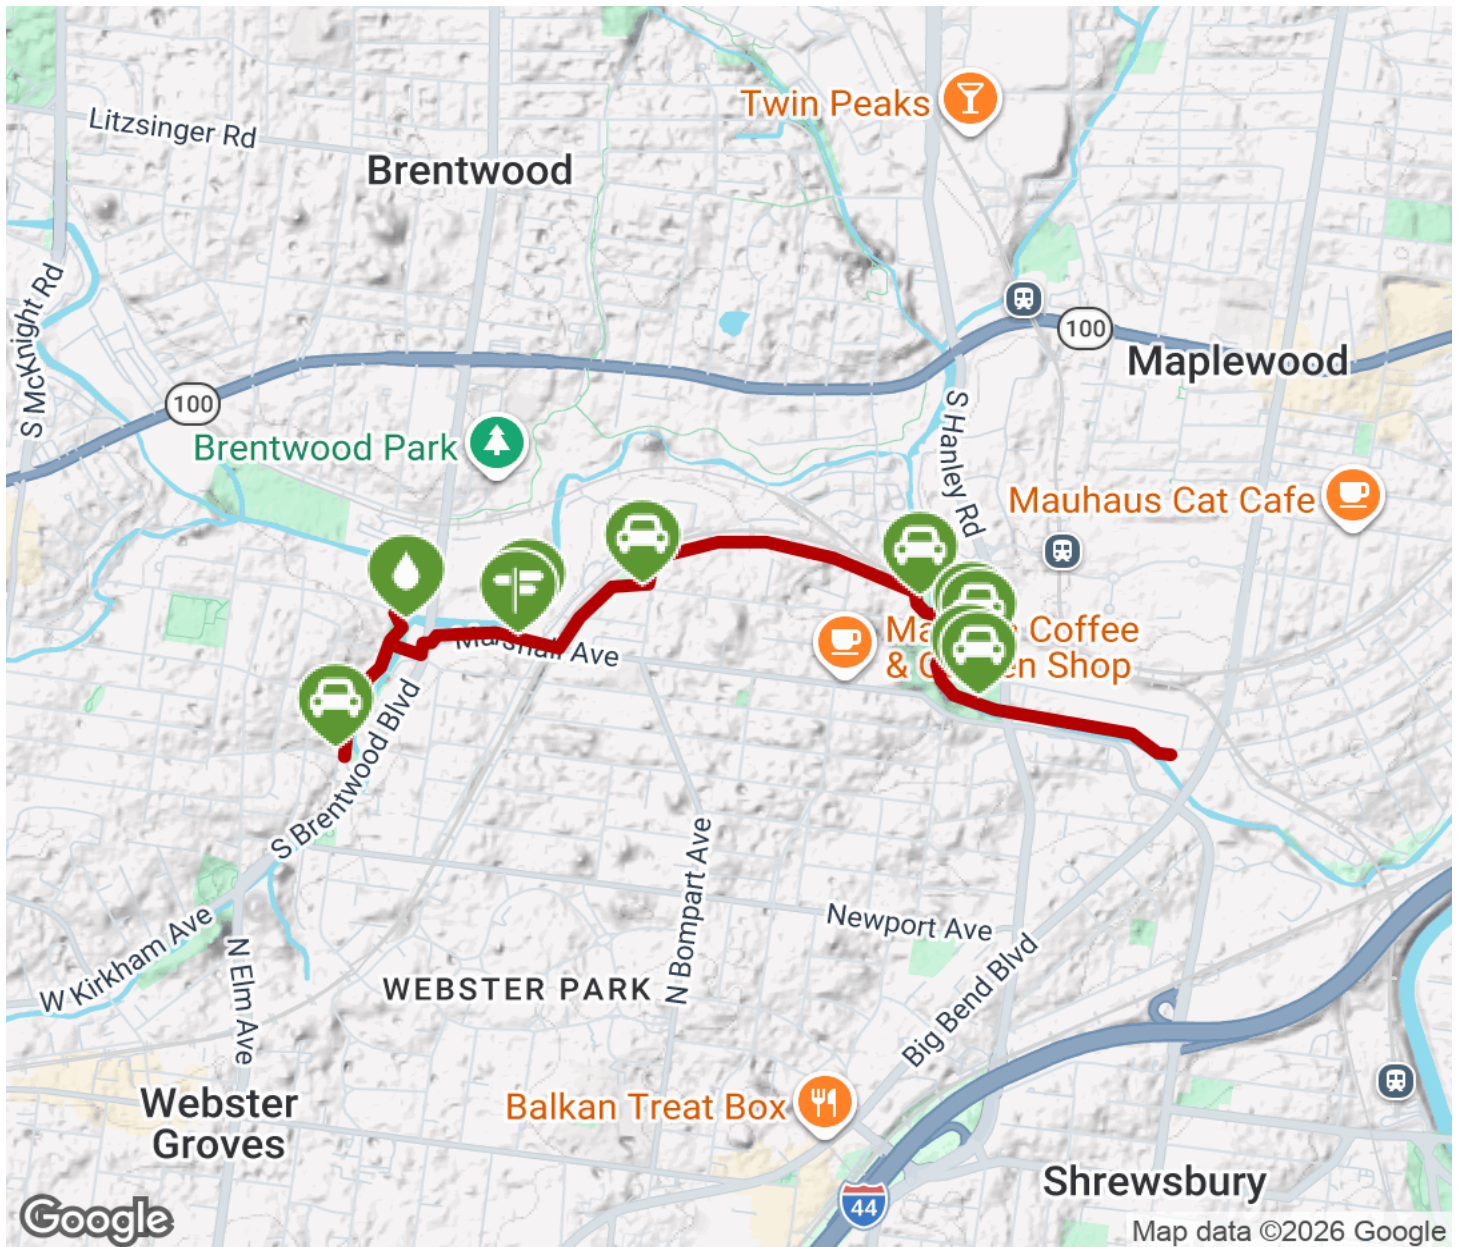 Twin Peaks
Litzsinger Rd
Brentwood
S McKnight Rd
100
Maplewood
100
S Hanley Rd
Brentwood Park
Mauhaus Cat Cafe
Coffee
& Shop
Marshall Ave
S Brentwood Blvd
N Bompart Ave
Newport Ave
W Kirkham Ave
N Elm Ave
WEBSTER PARK
Big Bend Blvd
Webster
Groves
Balkan Treat Box
Shrewsbury
44
Google
Map data ©2026 Google